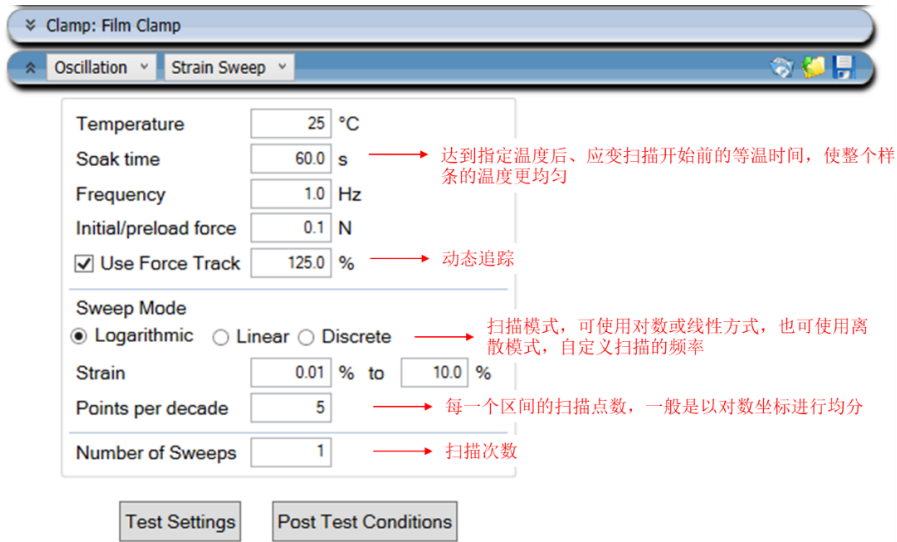 Clamp: Film Clamp
Oscillation Strain Sweep
Temperature 25 °C
Soak time 60.0 s
达到指定温度后、应变扫描开始前的等温时间，使整个样
条的温度更均匀
Frequency 1.0 Hz
Initial/preload force 0.1 N
Use Force Track 125.0 %
动态追踪
Sweep Mode
Logarithmic Linear Discrete
扫描模式，可使用对数或线性方式，也可使用离
散模式，自定义扫描的频率
Strain 0.01 % to 10.0 %
Points per decade 5
每一个区间的扫描点数，一般是以对数坐标进行均分
Number of Sweeps 1
扫描次数
Test Settings Post Test Conditions